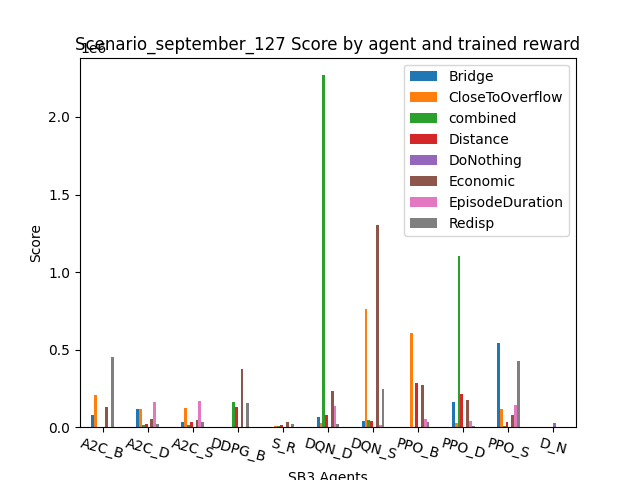 Scenario_september_127 Score by agent and trained reward
1e6
Bridge
CloseToOverflow
combined
Distance
DoNothing
Economic
EpisodeDuration
Redisp
Score
2.0
1.5
1.0
0.5
0.0
A2C_B
A2C_D
A2C_S
DDPG_B
S_R
DQN_D
DQN_S
PPO_B
PPO_D
PPO_S
D_N
SB3 Agents